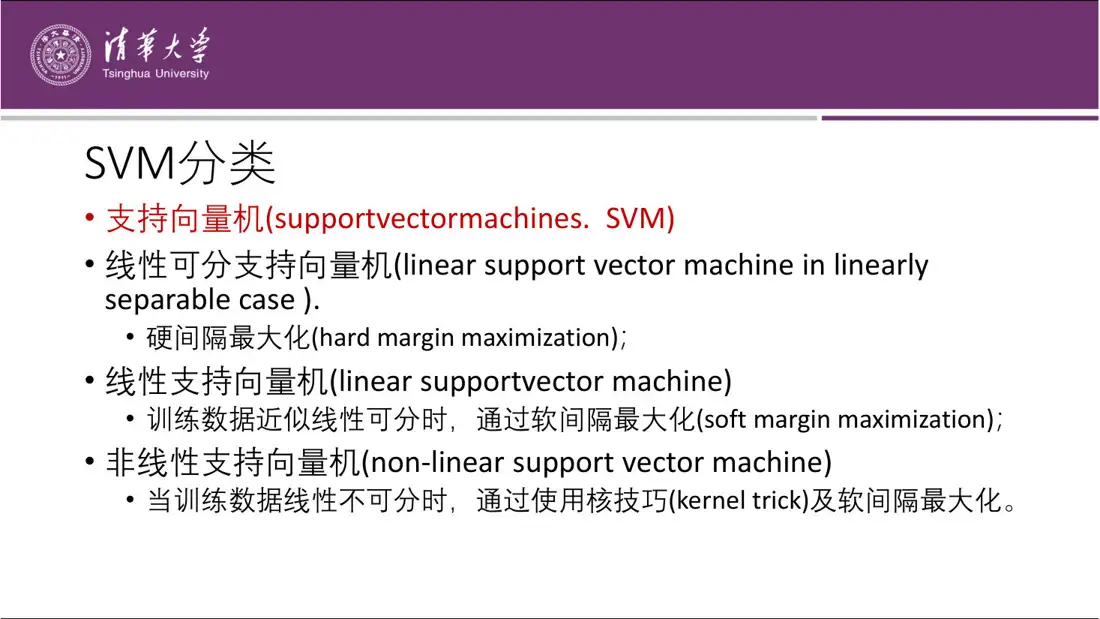 清华大学
Tsinghua University
SVM分类
• 支持向量机(supportvectormachines.  SVM)
• 线性可分支持向量机(linear support vector machine in linearly
separable case ).
• 硬间隔最大化(hard margin maximization)；
• 线性支持向量机(linear supportvector machine)
• 训练数据近似线性可分时，通过软间隔最大化(soft margin maximization)；
• 非线性支持向量机(non-linear support vector machine)
• 当训练数据线性不可分时，通过使用核技巧(kernel trick)及软间隔最大化。